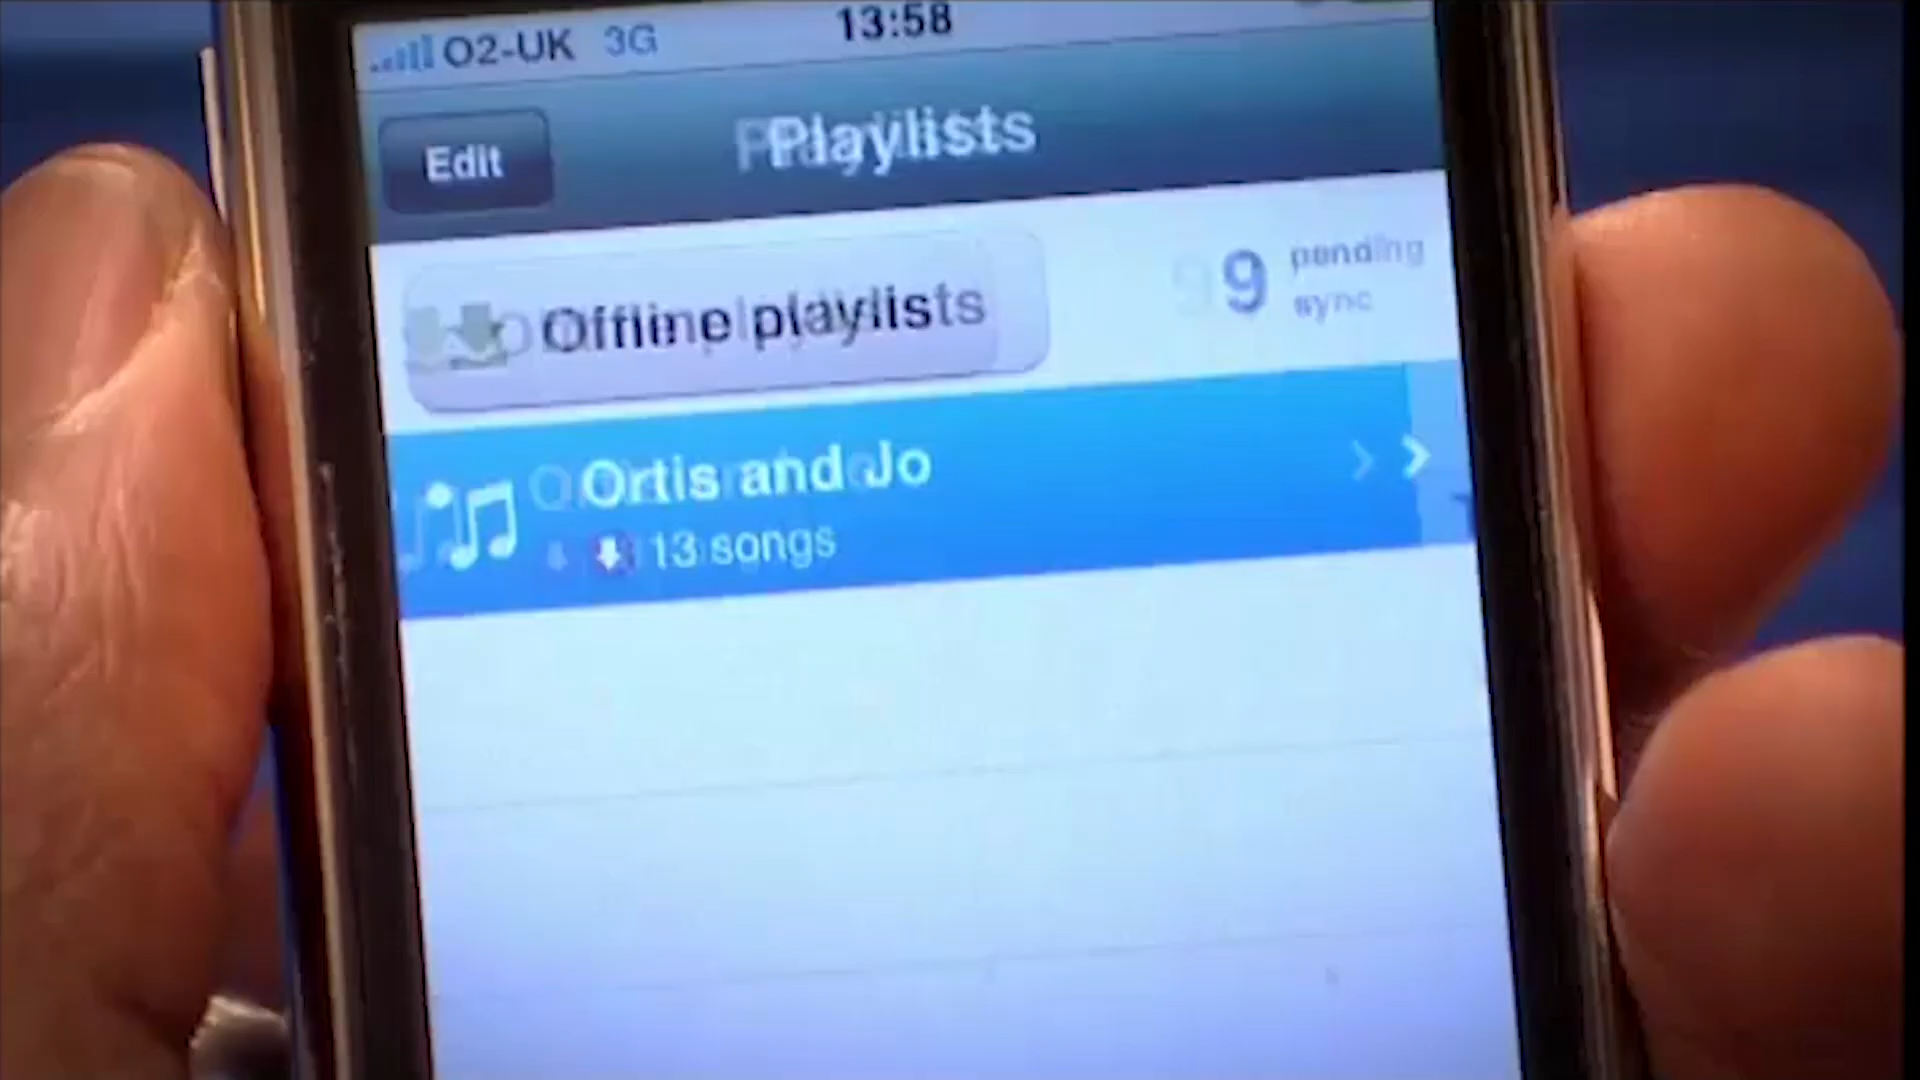 O2-UK 3G 13:58
Edit Playlists
Offline playlists 9 pending sync
Ortis and Jo
13 songs